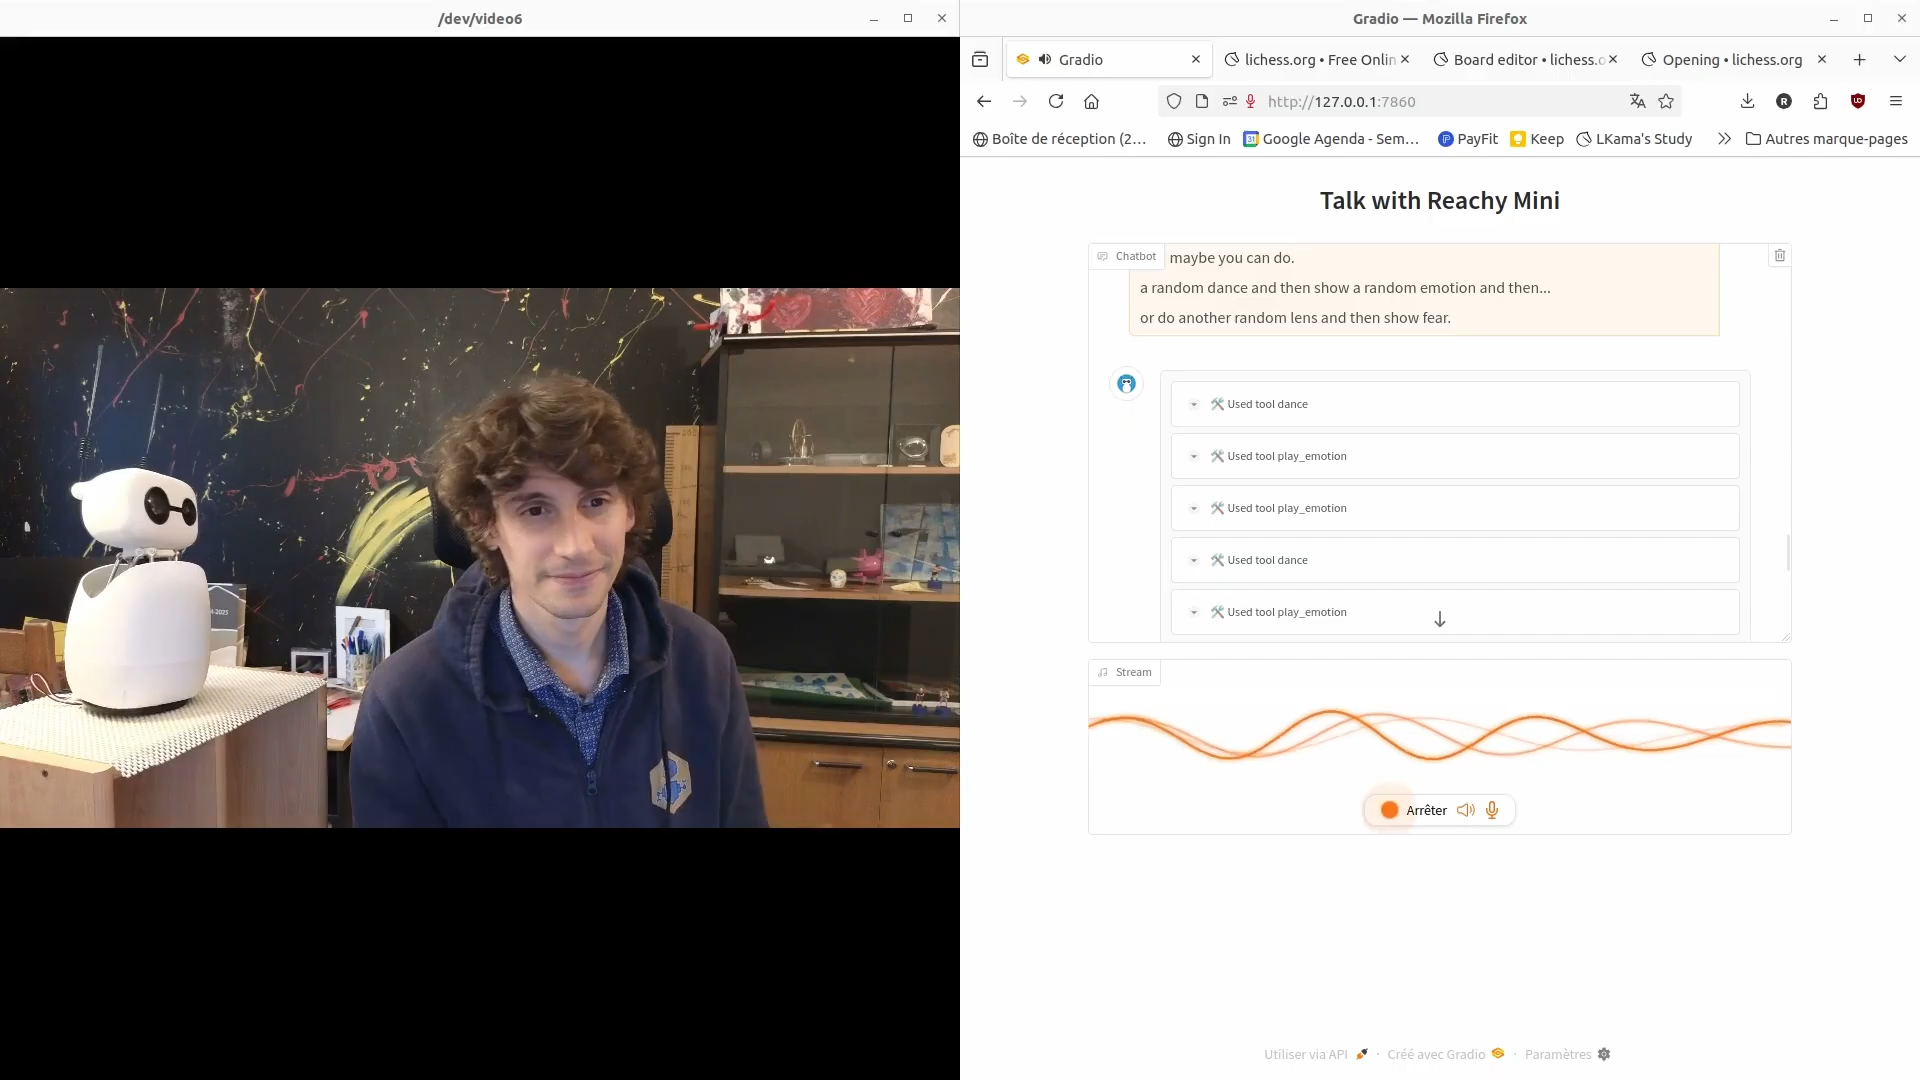 /dev/video6
Gradio — Mozilla Firefox
Gradio
lichess.org • Free Onlin
Board editor • lichess.o
Opening • lichess.org
http://127.0.0.1:7860
Boîte de réception (2…
Sign In
Google Agenda - Sem…
PayFit
Keep
LKama's Study
Autres marque-pages
Talk with Reachy Mini
Chatbot
maybe you can do.
a random dance and then show a random emotion and then...
or do another random lens and then show fear.
Used tool dance
Used tool play_emotion
Used tool play_emotion
Used tool dance
Used tool play_emotion
Stream
Arrêter
Utiliser via API · Créé avec Gradio · Paramètres